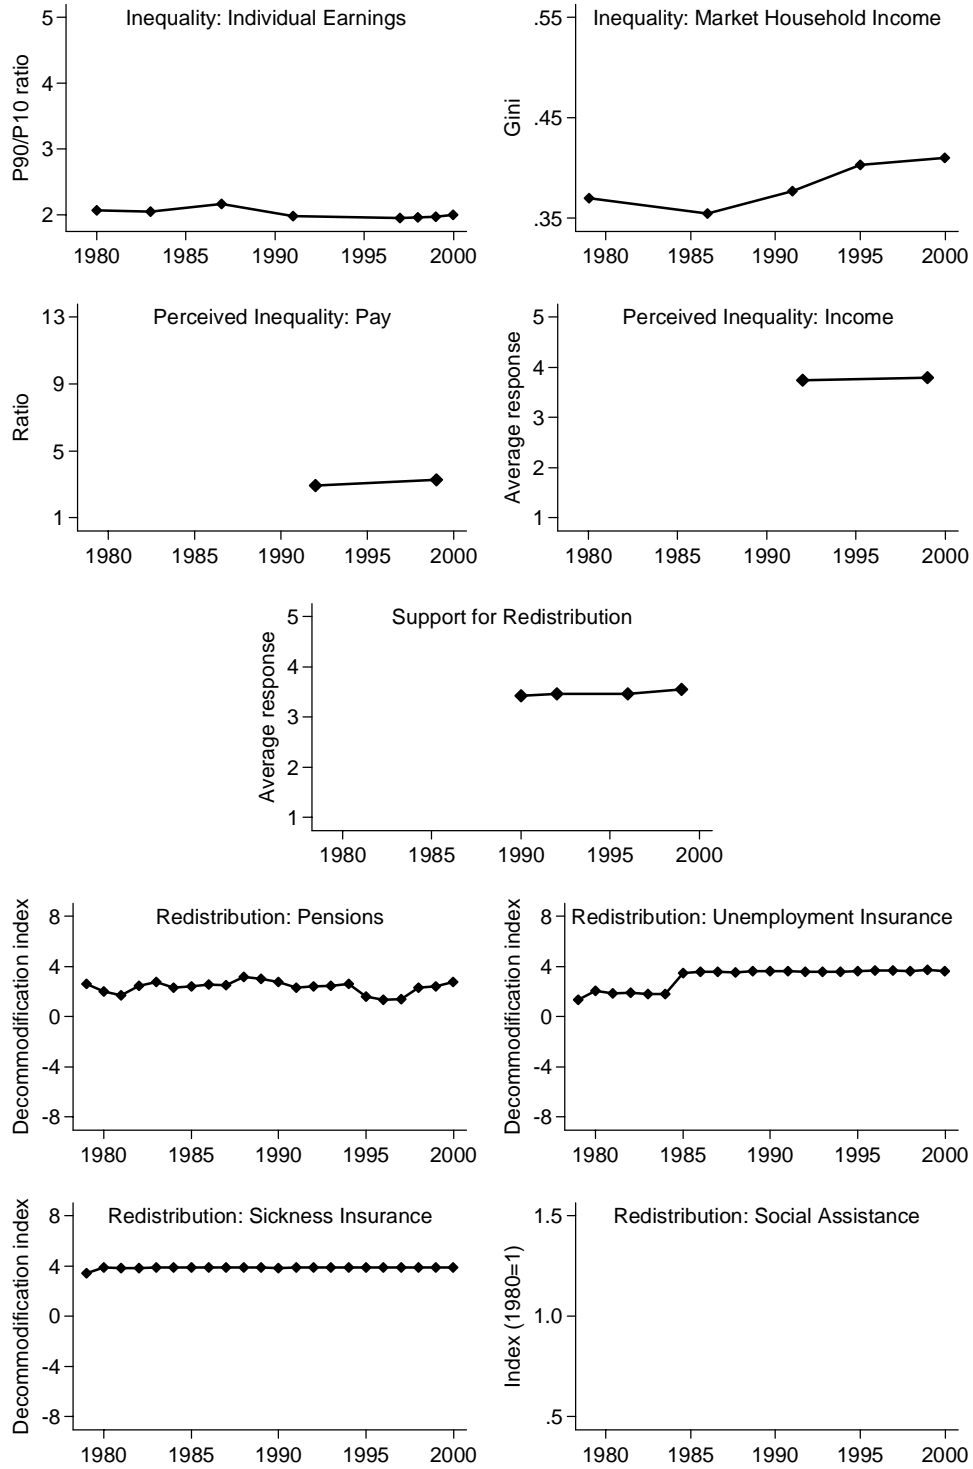 Inequality: Individual Earnings
P90/P10 ratio
5
4
3
2
1980 1985 1990 1995 2000
Inequality: Market Household Income
Gini
.55
.45
.35
1980 1985 1990 1995 2000
Perceived Inequality: Pay
Ratio
13
9
5
1
1980 1985 1990 1995 2000
Perceived Inequality: Income
Average response
5
4
3
2
1
1980 1985 1990 1995 2000
Support for Redistribution
Average response
5
4
3
2
1
1980 1985 1990 1995 2000
Redistribution: Pensions
Decommodification index
8
4
0
-4
-8
1980 1985 1990 1995 2000
Redistribution: Unemployment Insurance
Decommodification index
8
4
0
-4
-8
1980 1985 1990 1995 2000
Redistribution: Sickness Insurance
Decommodification index
8
4
0
-4
-8
1980 1985 1990 1995 2000
Redistribution: Social Assistance
Index (1980=1)
1.5
1.0
.5
1980 1985 1990 1995 2000